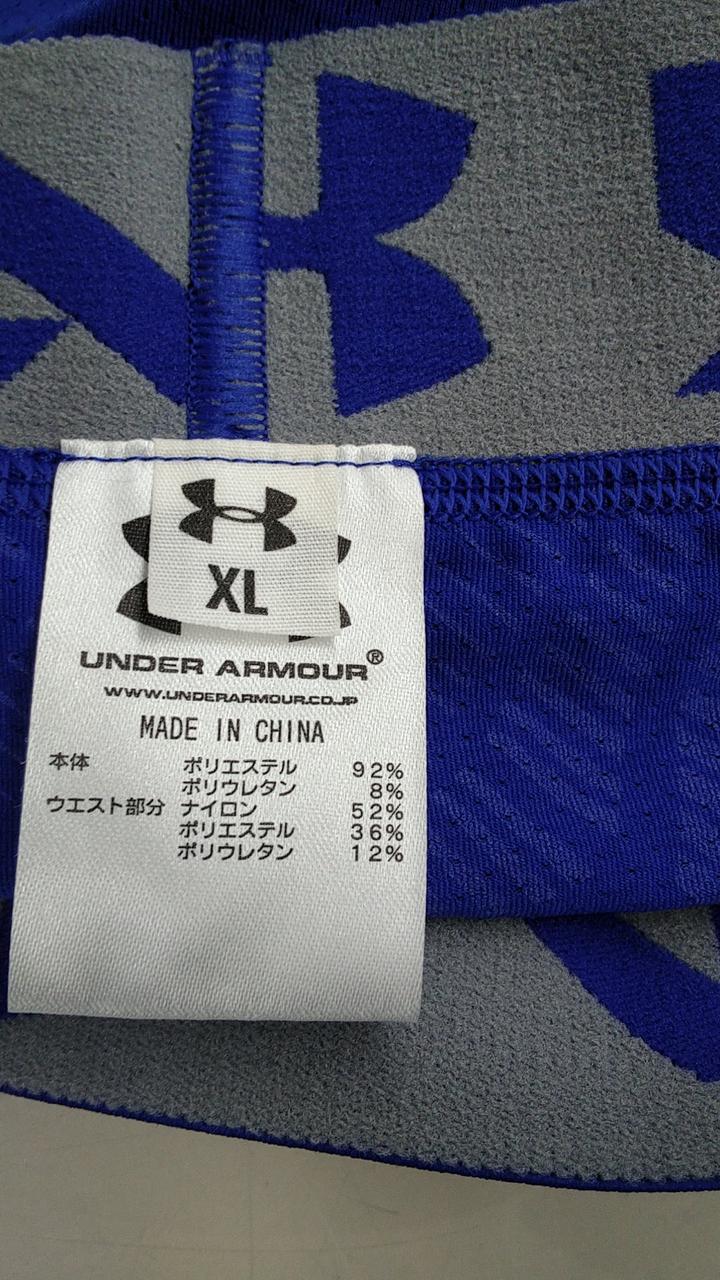 XL
UNDER ARMOUR®
WWW.UNDERARMOUR.CO.JP
MADE IN CHINA
本体 ポリエステル 92%
ポリウレタン 8%
ウエスト部分 ナイロン 52%
ポリエステル 36%
ポリウレタン 12%